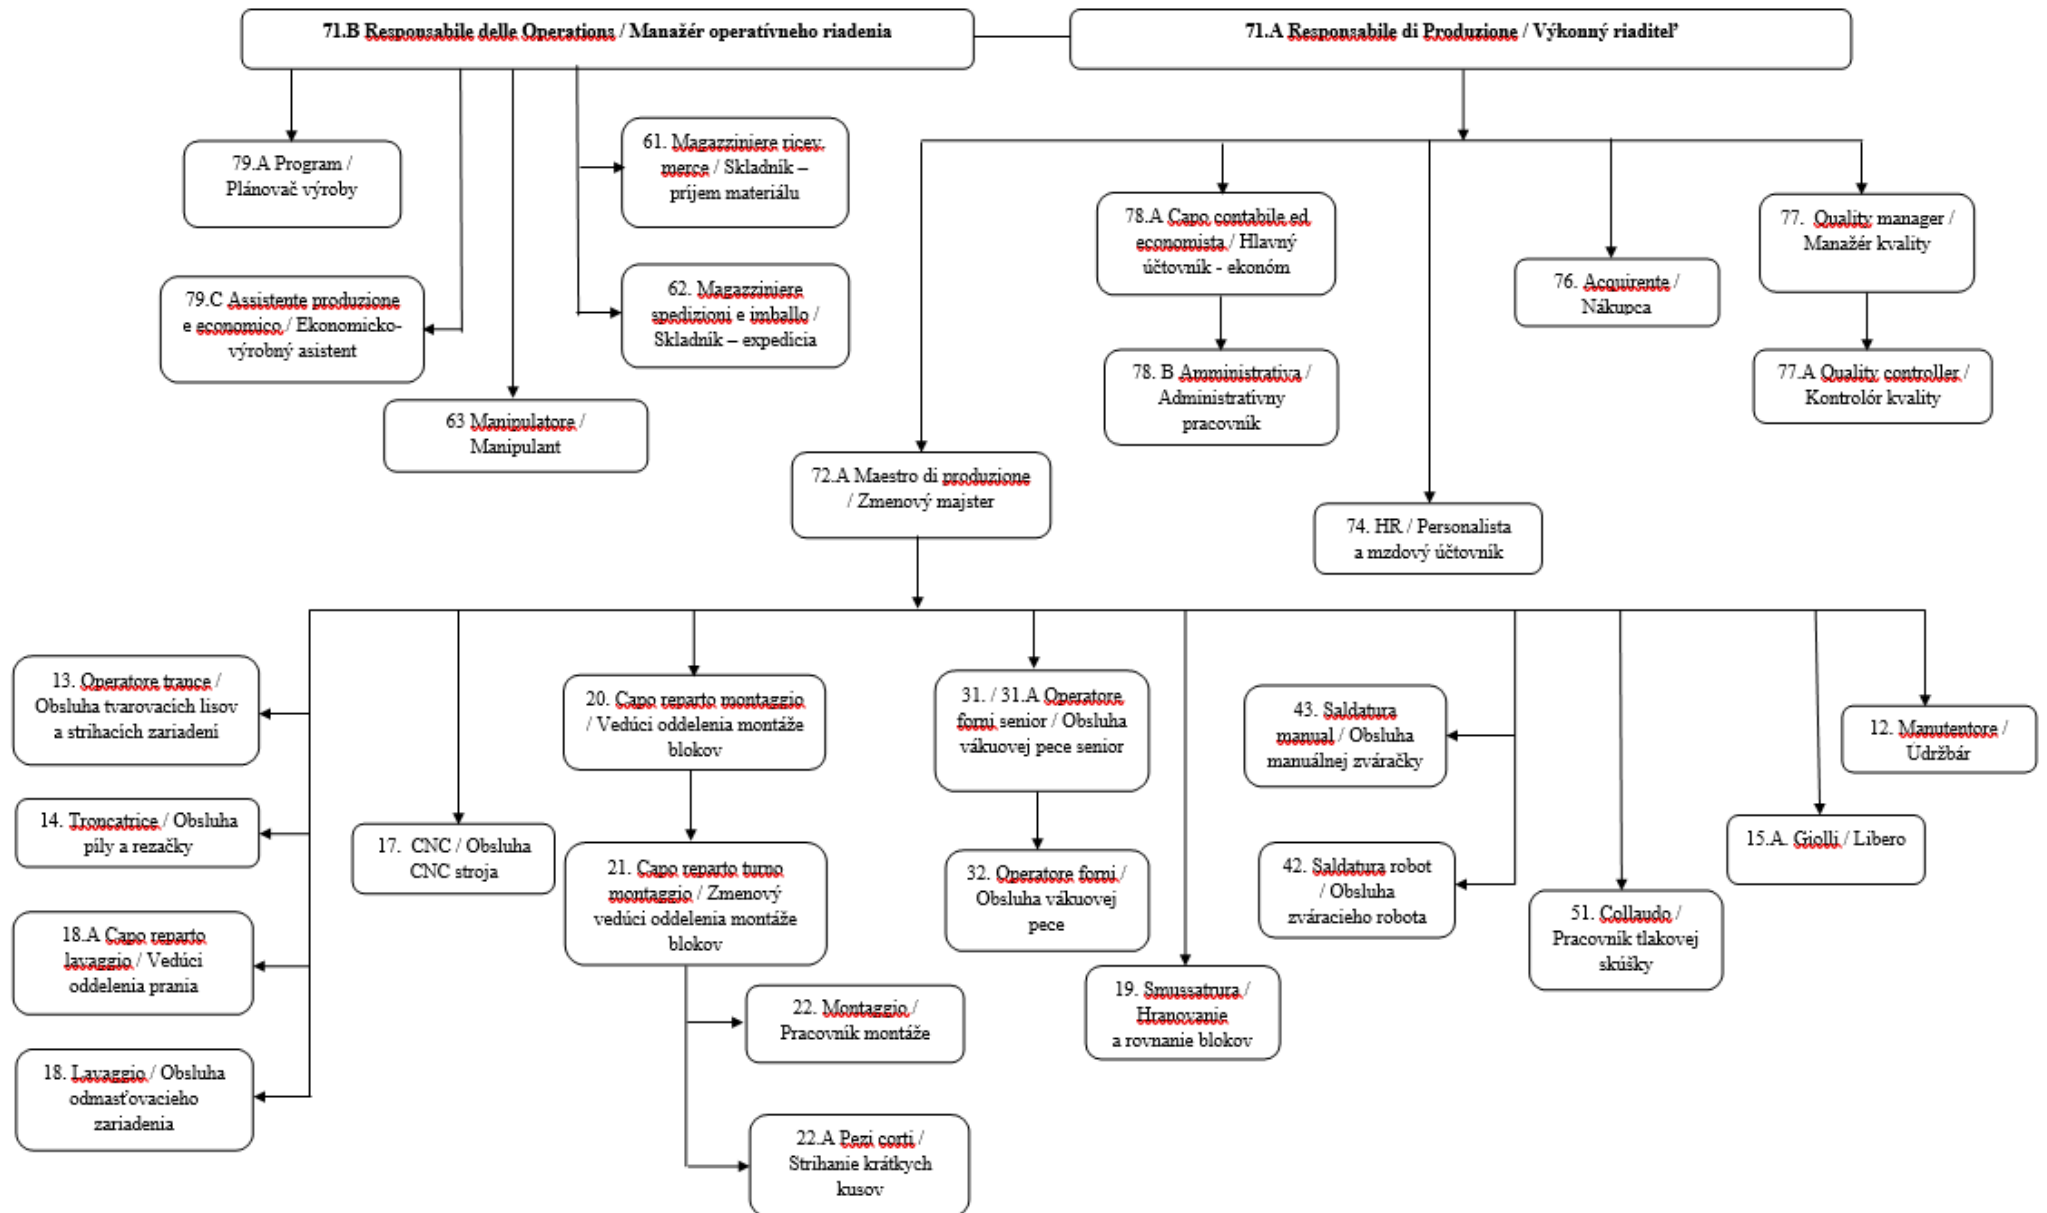 71.B Responsabile delle Operations / Manažér operatívneho riadenia
71.A Responsabile di Produzione / Výkonný riaditeľ
79.A Program /
Plánovač výroby
61. Magazziniere ricev.
merce / Skladník –
príjem materiálu
78.A Capo contabile ed
economista / Hlavný
účtovník - ekonóm
77. Quality manager /
Manažér kvality
76. Acquirente /
Nákupca
79.C Assistente produzione
e economico / Ekonomicko-
výrobný asistent
62. Magazziniere
spedizioni e imballo /
Skladník – expedícia
78. B Amministrativa /
Administratívny
pracovník
77.A Quality controller /
Kontrolór kvality
63 Manipulatore /
Manipulant
72.A Maestro di produzione
/ Zmenový majster
74. HR / Personalista
a mzdový účtovník
13. Operatore trance /
Obsluha tvarovacích lisov
a strihacích zariadení
20. Capo reparto montaggio
/ Vedúci oddelenia montáže
blokov
31. / 31.A Operatore
forni senior / Obsluha
vákuovej pece senior
43. Saldatura
manual / Obsluha
manuálnej zváračky
12. Manutentore /
Údržbár
14. Troncatrice / Obsluha
píly a rezačky
17. CNC / Obsluha
CNC stroja
21. Capo reparto turno
montaggio / Zmenový
vedúci oddelenia montáže
blokov
32. Operatore forni /
Obsluha vákuovej
pece
42. Saldatura robot
/ Obsluha
zváracieho robota
15.A. Giolli / Libero
51. Collaudo /
Pracovník tlakovej
skúšky
18.A Capo reparto
lavaggio / Vedúci
oddelenia prania
22. Montaggio /
Pracovník montáže
19. Smussatrura /
Hranovanie
a rovnanie blokov
18. Lavaggio / Obsluha
odmasťovacieho
zariadenia
22.A Pezi corti /
Strihanie krátkych
kusov